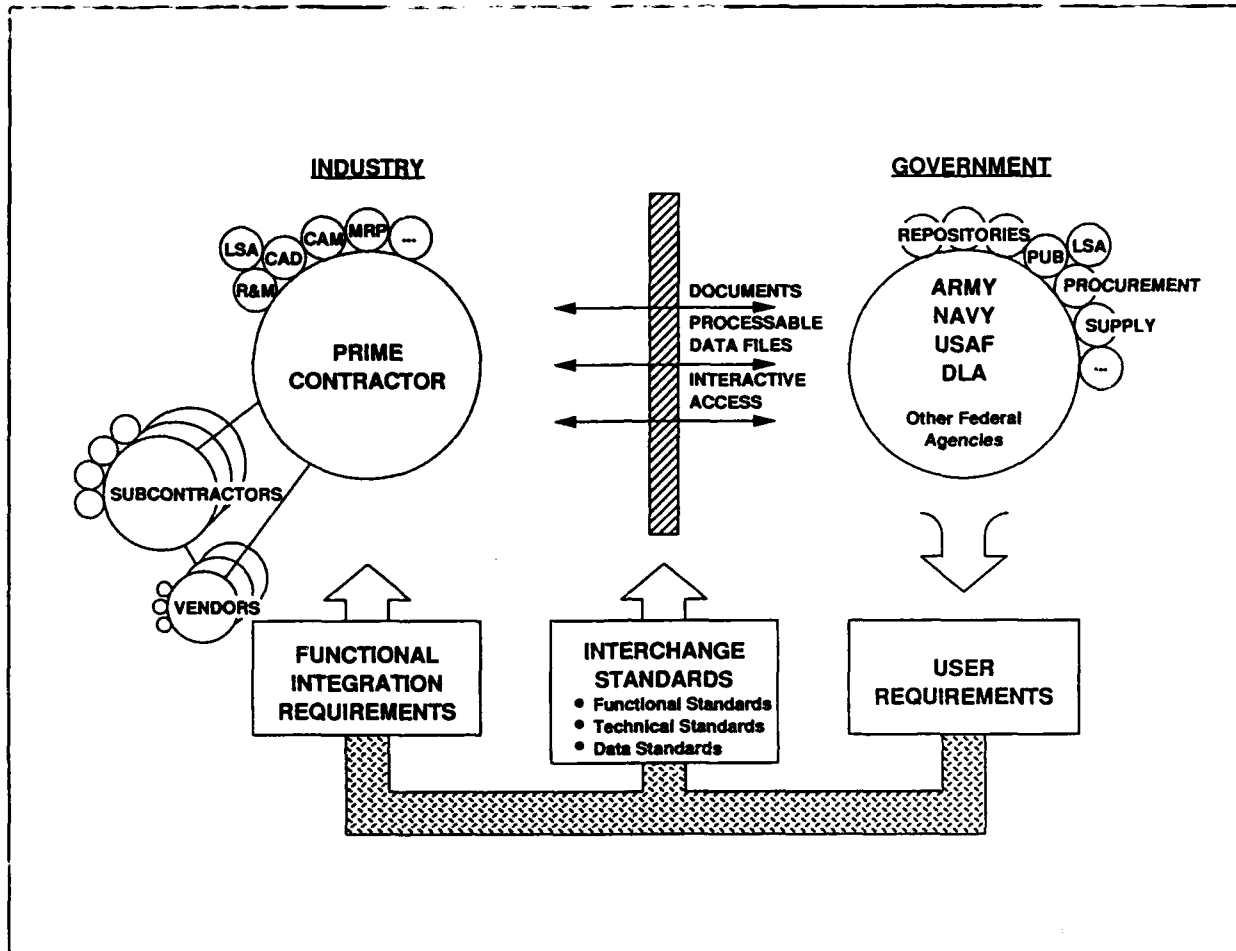 INDUSTRY
LSA
R&M
CAD
CAM
MRP
...
PRIME
CONTRACTOR
SUBCONTRACTORS
VENDORS
DOCUMENTS
PROCESSABLE
DATA FILES
INTERACTIVE
ACCESS
GOVERNMENT
REPOSITORIES
PUB
LSA
PROCUREMENT
SUPPLY
...
ARMY
NAVY
USAF
DLA
Other Federal
Agencies
FUNCTIONAL
INTEGRATION
REQUIREMENTS
INTERCHANGE
STANDARDS
• Functional Standards
• Technical Standards
• Data Standards
USER
REQUIREMENTS